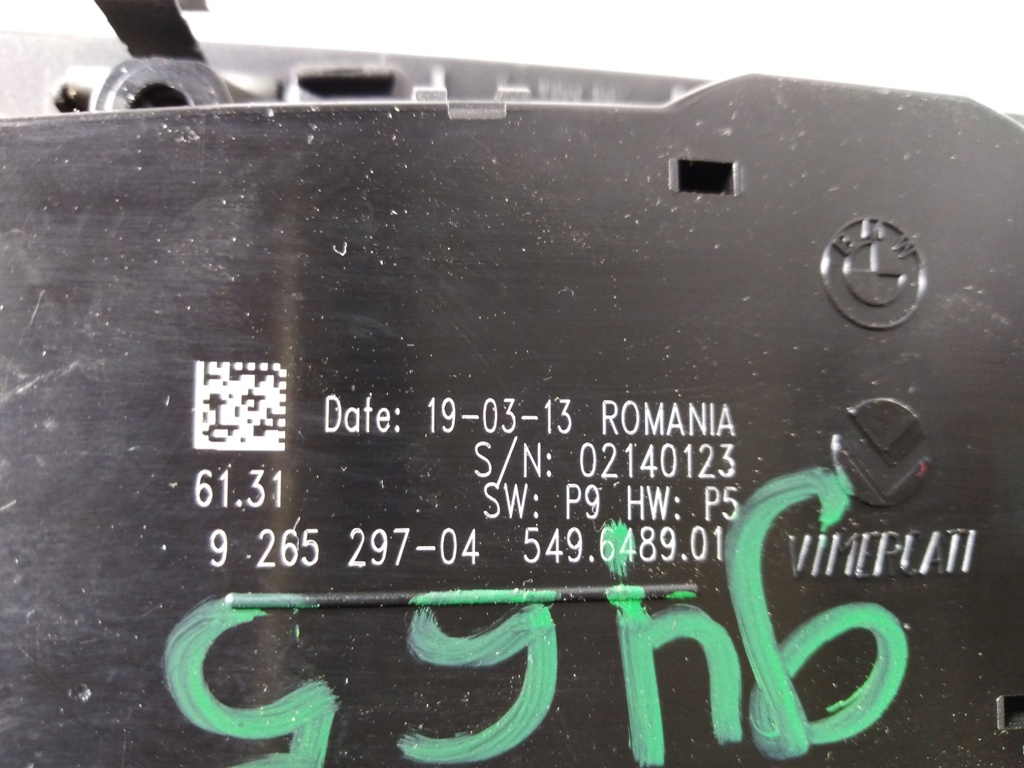 BMW
Date: 19-03-13 ROMANIA
S/N: 02140123
61.31 SW: P9 HW: P5
9 265 297-04 549.6489.01
VIMERCATI